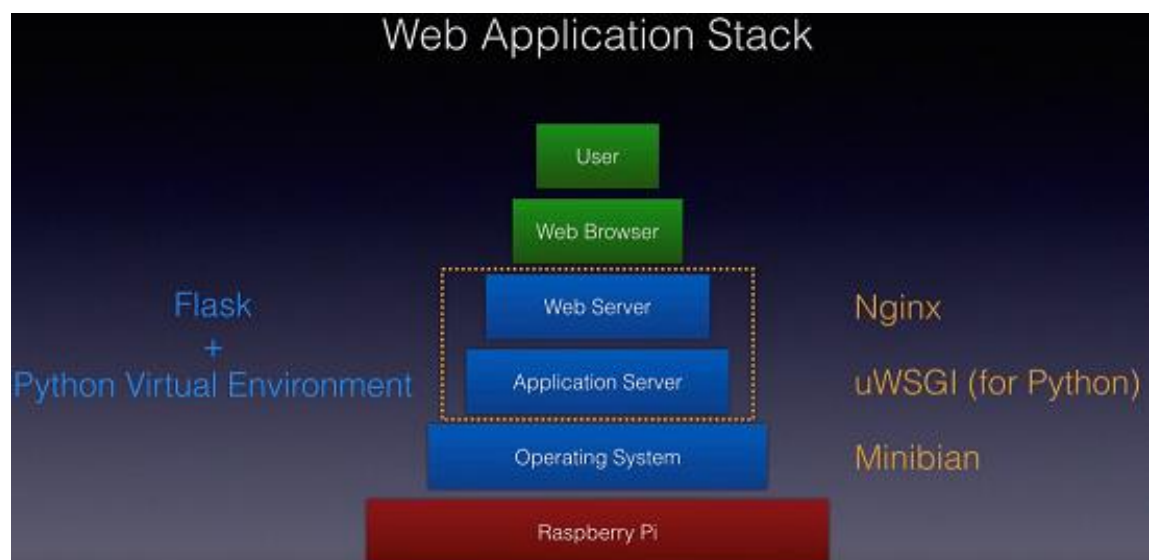 Web Application Stack
User
Web Browser
Flask
+
Python Virtual Environment
Web Server
Application Server
Nginx
uWSGI (for Python)
Operating System
Minibian
Raspberry Pi